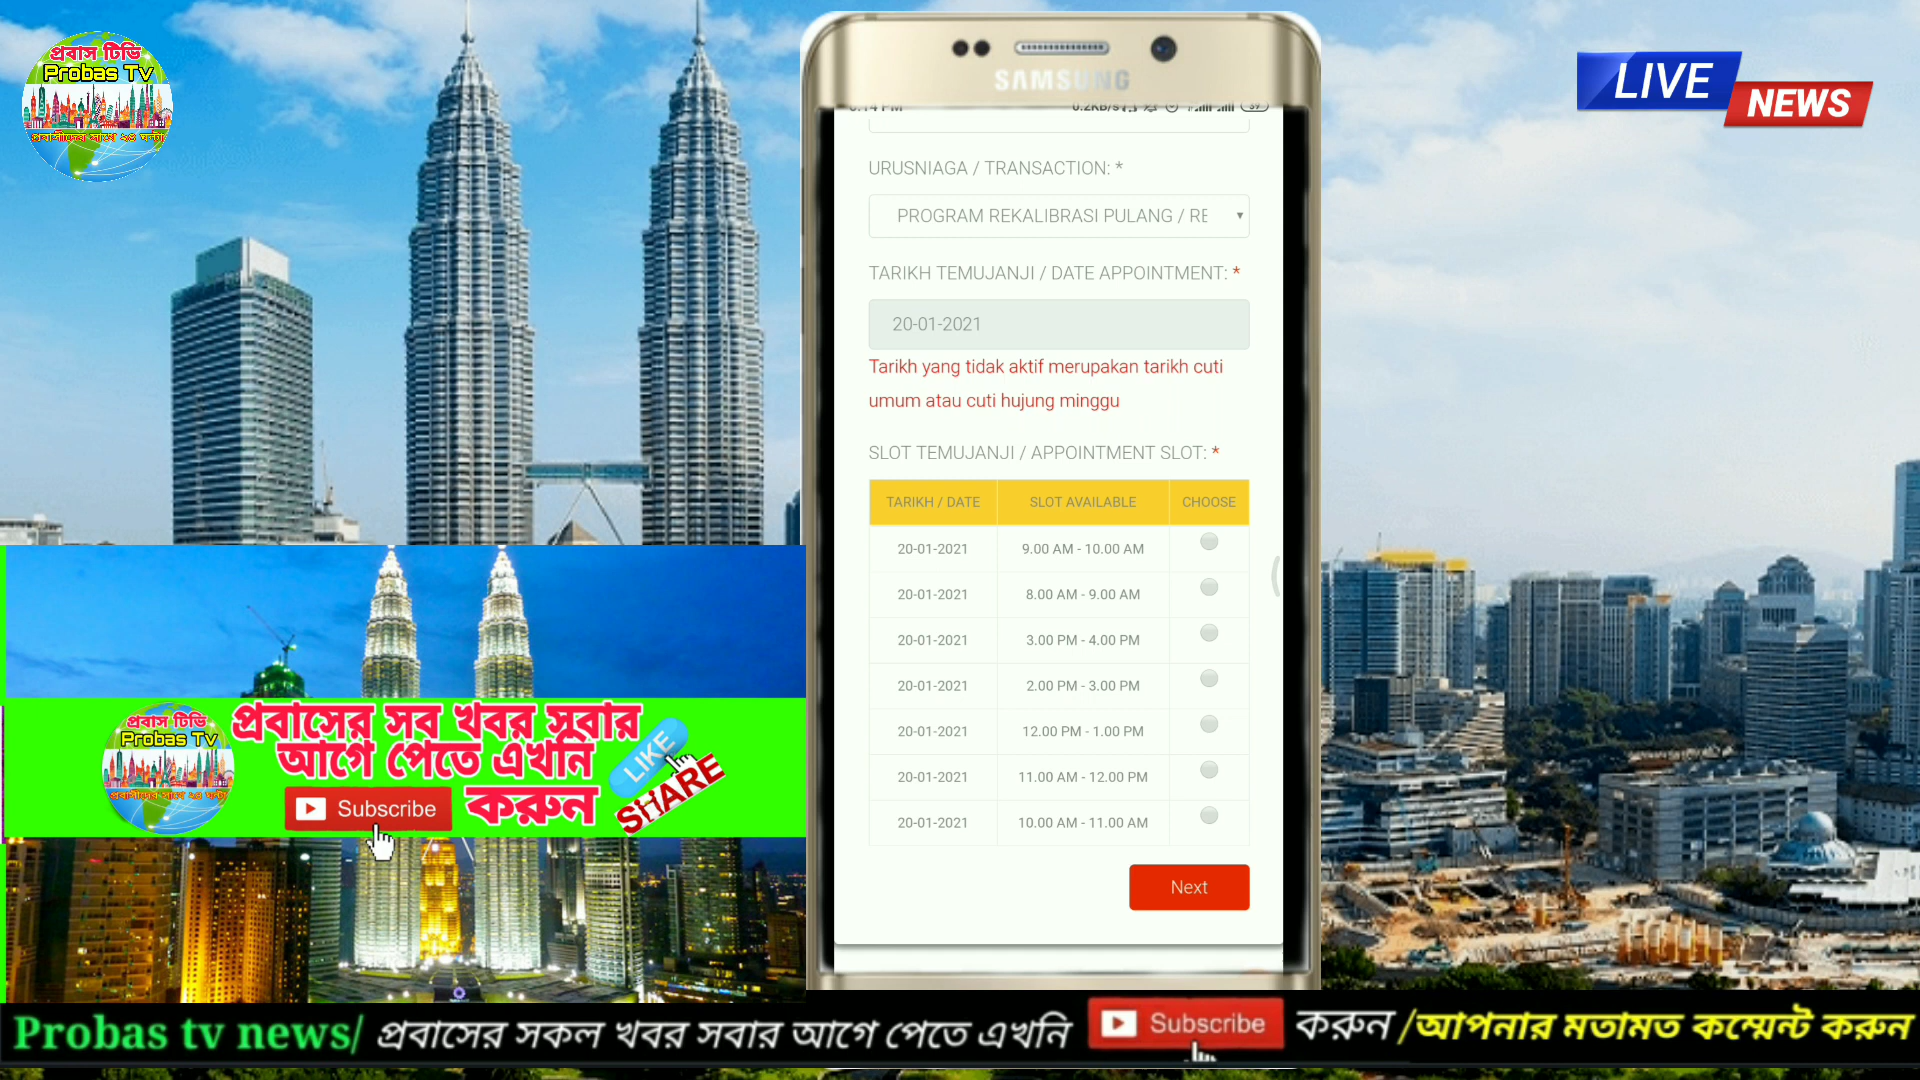 প্রবাস টিভি
Probas Tv
প্রবাসীদের সাথে ২৪ ঘন্টা
LIVE
NEWS
SAMSUNG
URUSNIAGA / TRANSACTION: *
PROGRAM REKALIBRASI PULANG / RE
TARIKH TEMUJANJI / DATE APPOINTMENT: *
20-01-2021
Tarikh yang tidak aktif merupakan tarikh cuti
umum atau cuti hujung minggu
SLOT TEMUJANJI / APPOINTMENT SLOT: *
TARIKH / DATE SLOT AVAILABLE CHOOSE
20-01-2021 9.00 AM - 10.00 AM
20-01-2021 8.00 AM - 9.00 AM
20-01-2021 3.00 PM - 4.00 PM
20-01-2021 2.00 PM - 3.00 PM
20-01-2021 12.00 PM - 1.00 PM
20-01-2021 11.00 AM - 12.00 PM
20-01-2021 10.00 AM - 11.00 AM
Next
প্রবাস টিভি
Probas Tv
প্রবাসীদের সাথে ২৪ ঘন্টা
প্রবাসের সব খবর সবার
আগে পেতে এখনি
Subscribe করুন
LIKE
SHARE
Probas tv news/ প্রবাসের সকল খবর সবার আগে পেতে এখনি Subscribe করুন /আপনার মতামত কম্মেন্ট করুন